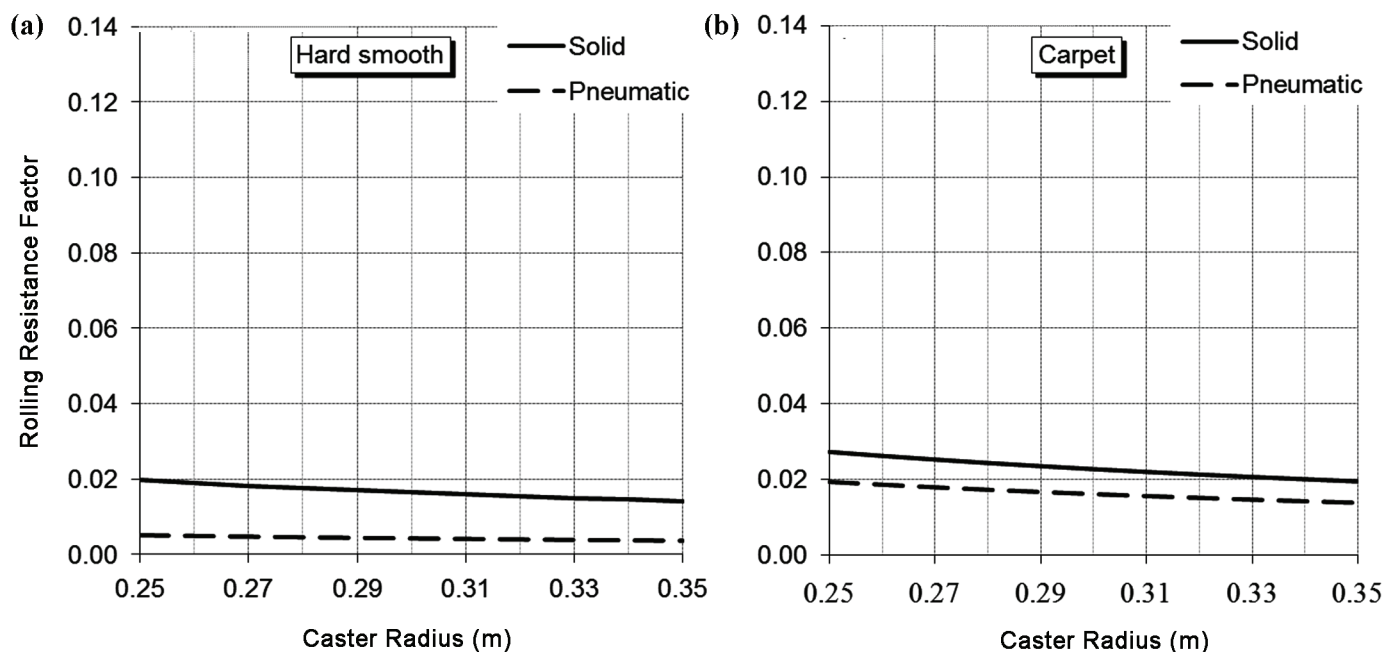 (a)
Hard smooth
Solid
Pneumatic
0.14
0.12
0.10
0.08
0.06
0.04
0.02
0.00
Rolling Resistance Factor
0.25 0.27 0.29 0.31 0.33 0.35
Caster Radius (m)
(b)
Carpet
Solid
Pneumatic
0.14
0.12
0.10
0.08
0.06
0.04
0.02
0.00
0.25 0.27 0.29 0.31 0.33 0.35
Caster Radius (m)